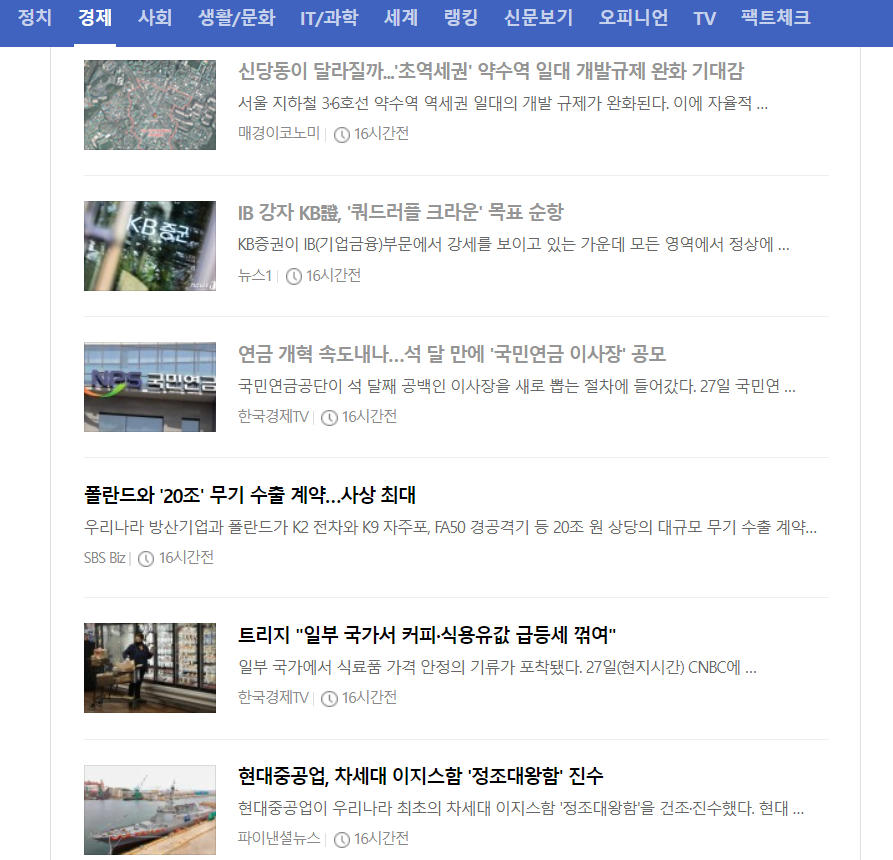 정치 경제 사회 생활/문화 IT/과학 세계 랭킹 신문보기 오피니언 TV 팩트체크
신당동이 달라질까...'초역세권' 약수역 일대 개발규제 완화 기대감
서울 지하철 3·6호선 약수역 역세권 일대의 개발 규제가 완화된다. 이에 자율적 ...
매경이코노미 | 16시간전
KB증권
IB 강자 KB證, '쿼드러플 크라운' 목표 순항
KB증권이 IB(기업금융)부문에서 강세를 보이고 있는 가운데 모든 영역에서 정상에 ...
뉴스1 | 16시간전
NPS 국민연금
연금 개혁 속도내나…석 달 만에 '국민연금 이사장' 공모
국민연금공단이 석 달째 공백인 이사장을 새로 뽑는 절차에 들어갔다. 27일 국민연 ...
한국경제TV | 16시간전
폴란드와 '20조' 무기 수출 계약…사상 최대
우리나라 방산기업과 폴란드가 K2 전차와 K9 자주포, FA50 경공격기 등 20조 원 상당의 대규모 무기 수출 계약...
SBS Biz | 16시간전
트리지 "일부 국가서 커피·식용유값 급등세 꺾여"
일부 국가에서 식료품 가격 안정의 기류가 포착됐다. 27일(현지시간) CNBC에 ...
한국경제TV | 16시간전
현대중공업, 차세대 이지스함 '정조대왕함' 진수
현대중공업이 우리나라 최초의 차세대 이지스함 '정조대왕함'을 건조·진수했다. 현대 ...
파이낸셜뉴스 | 16시간전